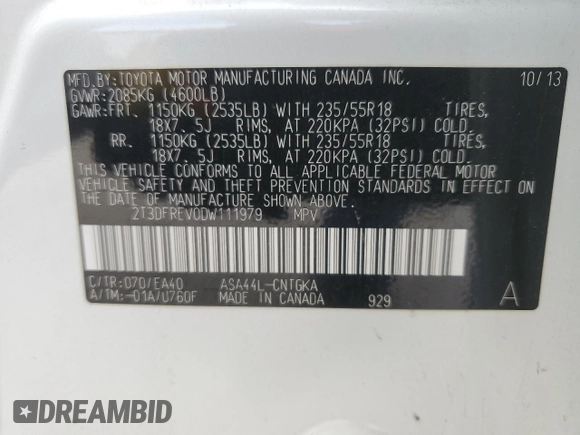 MFD.BY:TOYOTA MOTOR MANUFACTURING CANADA INC. 10/13
GVWR:2085KG (4600LB)
GAWR:FRT. 1150KG (2535LB) WITH 235/55R18 TIRES,
18X7.5J RIMS, AT 220KPA (32PSI) COLD.
RR. 1150KG (2535LB) WITH 235/55R18 TIRES,
18X7.5J RIMS, AT 220KPA (32PSI) COLD.
THIS VEHICLE CONFORMS TO ALL APPLICABLE FEDERAL MOTOR
VEHICLE SAFETY AND THEFT PREVENTION STANDARDS IN EFFECT ON
THE DATE OF MANUFACTURE SHOWN ABOVE.
2T3DFREV0DW111979 MPV
C/TR:070/EA40 ASA44L-CNTGKA
A/TM:-01A/U760F MADE IN CANADA 929 A
DREAMBID